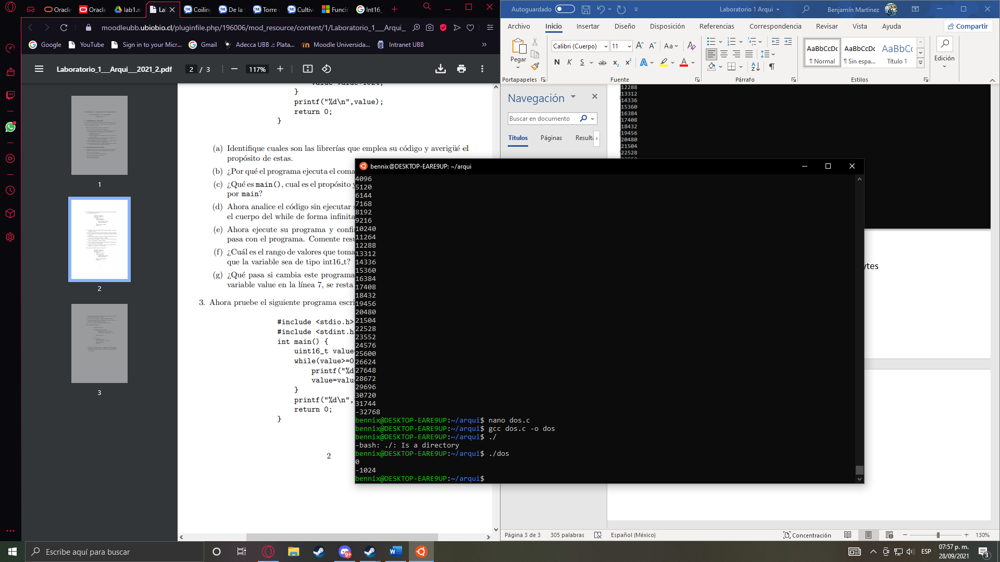 Oracle
Oracle
lab1.m
La
Coiling
De la
Torre
Cultiva
Funcio
Int16_
moodleubb.ubiobio.cl/pluginfile.php/196006/mod_resource/content/1/Laboratorio_1___Arqui_
Google
YouTube
Sign in to your Micr...
Gmail
Adecca UBB .:: Plata...
Moodle Universida...
Intranet UBB
»
Laboratorio_1___Arqui___2021_2.pdf
2 / 3
117%
1
2
3
value=value+1024;
}
printf("%d\n",value);
return 0;
}
(a) Identifique cuales son las librerías que emplea su código y averigüé el
propósito de estas.
(b) ¿Por qué el programa ejecuta el coma
(c) ¿Qué es main(), cual es el propósito y
por main?
(d) Ahora analice el código sin ejecutar s
el cuerpo del while de forma infinita
(e) Ahora ejecute su programa y confi
pasa con el programa. Comente resu
(f) ¿Cuál es el rango de valores que toma
que la variable sea de tipo int16_t?
(g) ¿Qué pasa si cambia este programa
variable value en la línea 7, se resta
3. Ahora pruebe el siguiente programa escri
#include <stdio.h>
#include <stdint.h
int main() {
uint16_t value=
while(value>=0
printf("%d
value=valu
}
printf("%d\n",
return 0;
}
2
Autoguardado
Laboratorio 1 Arqui
Benjamín Martinez
Archivo
Inicio
Insertar
Diseño
Disposición
Referencias
Correspondencia
Revisar
Vista
Ayuda
Compartir
Pegar
Calibri (Cuerpo)
11
N K S ab x₂ x²
AaBbCcDc
¶ Normal
AaBbCcDc
¶ Sin espa...
AaBbCc
Título 1
Edición
Portapapeles
Fuente
Párrafo
Estilos
Navegación
Buscar en documento
Títulos
Páginas
Resulta
12288
13312
14336
15360
16384
17408
18432
19456
20480
21504
22528
ytes
bennix@DESKTOP-EARE9UP: ~/arqui
4096
5120
6144
7168
8192
9216
10240
11264
12288
13312
14336
15360
16384
17408
18432
19456
20480
21504
22528
23552
24576
25600
26624
27648
28672
29696
30720
31744
-32768
bennix@DESKTOP-EARE9UP:~/arqui$ nano dos.c
bennix@DESKTOP-EARE9UP:~/arqui$ gcc dos.c -o dos
bennix@DESKTOP-EARE9UP:~/arqui$ ./
-bash: ./: Is a directory
bennix@DESKTOP-EARE9UP:~/arqui$ ./dos
0
-1024
bennix@DESKTOP-EARE9UP:~/arqui$
Página 3 de 3
305 palabras
Español (México)
Concentración
130%
Escribe aquí para buscar
9+
ESP
07:57 p. m.
28/09/2021
3